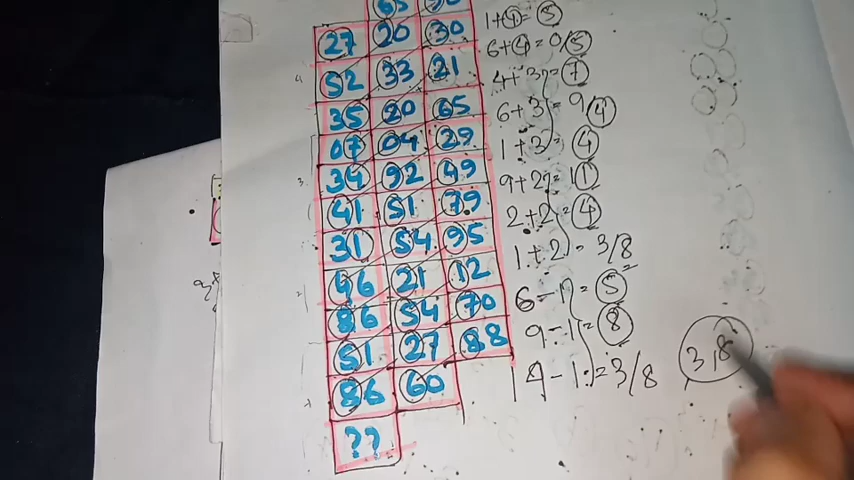 65 30
27 20 30
52 33 21
35 20 65
07 04 29
34 92 49
41 51 79
31 54 95
46 21 12
86 54 70
51 27 88
86 60
??
1+4=5
6+4=0/5
4+3=7
6+3=9/4
1+3=4
9+2=11
2+2=4
1+2=3/8
6-1=5
9-1=8
4-1=3/8
3,8